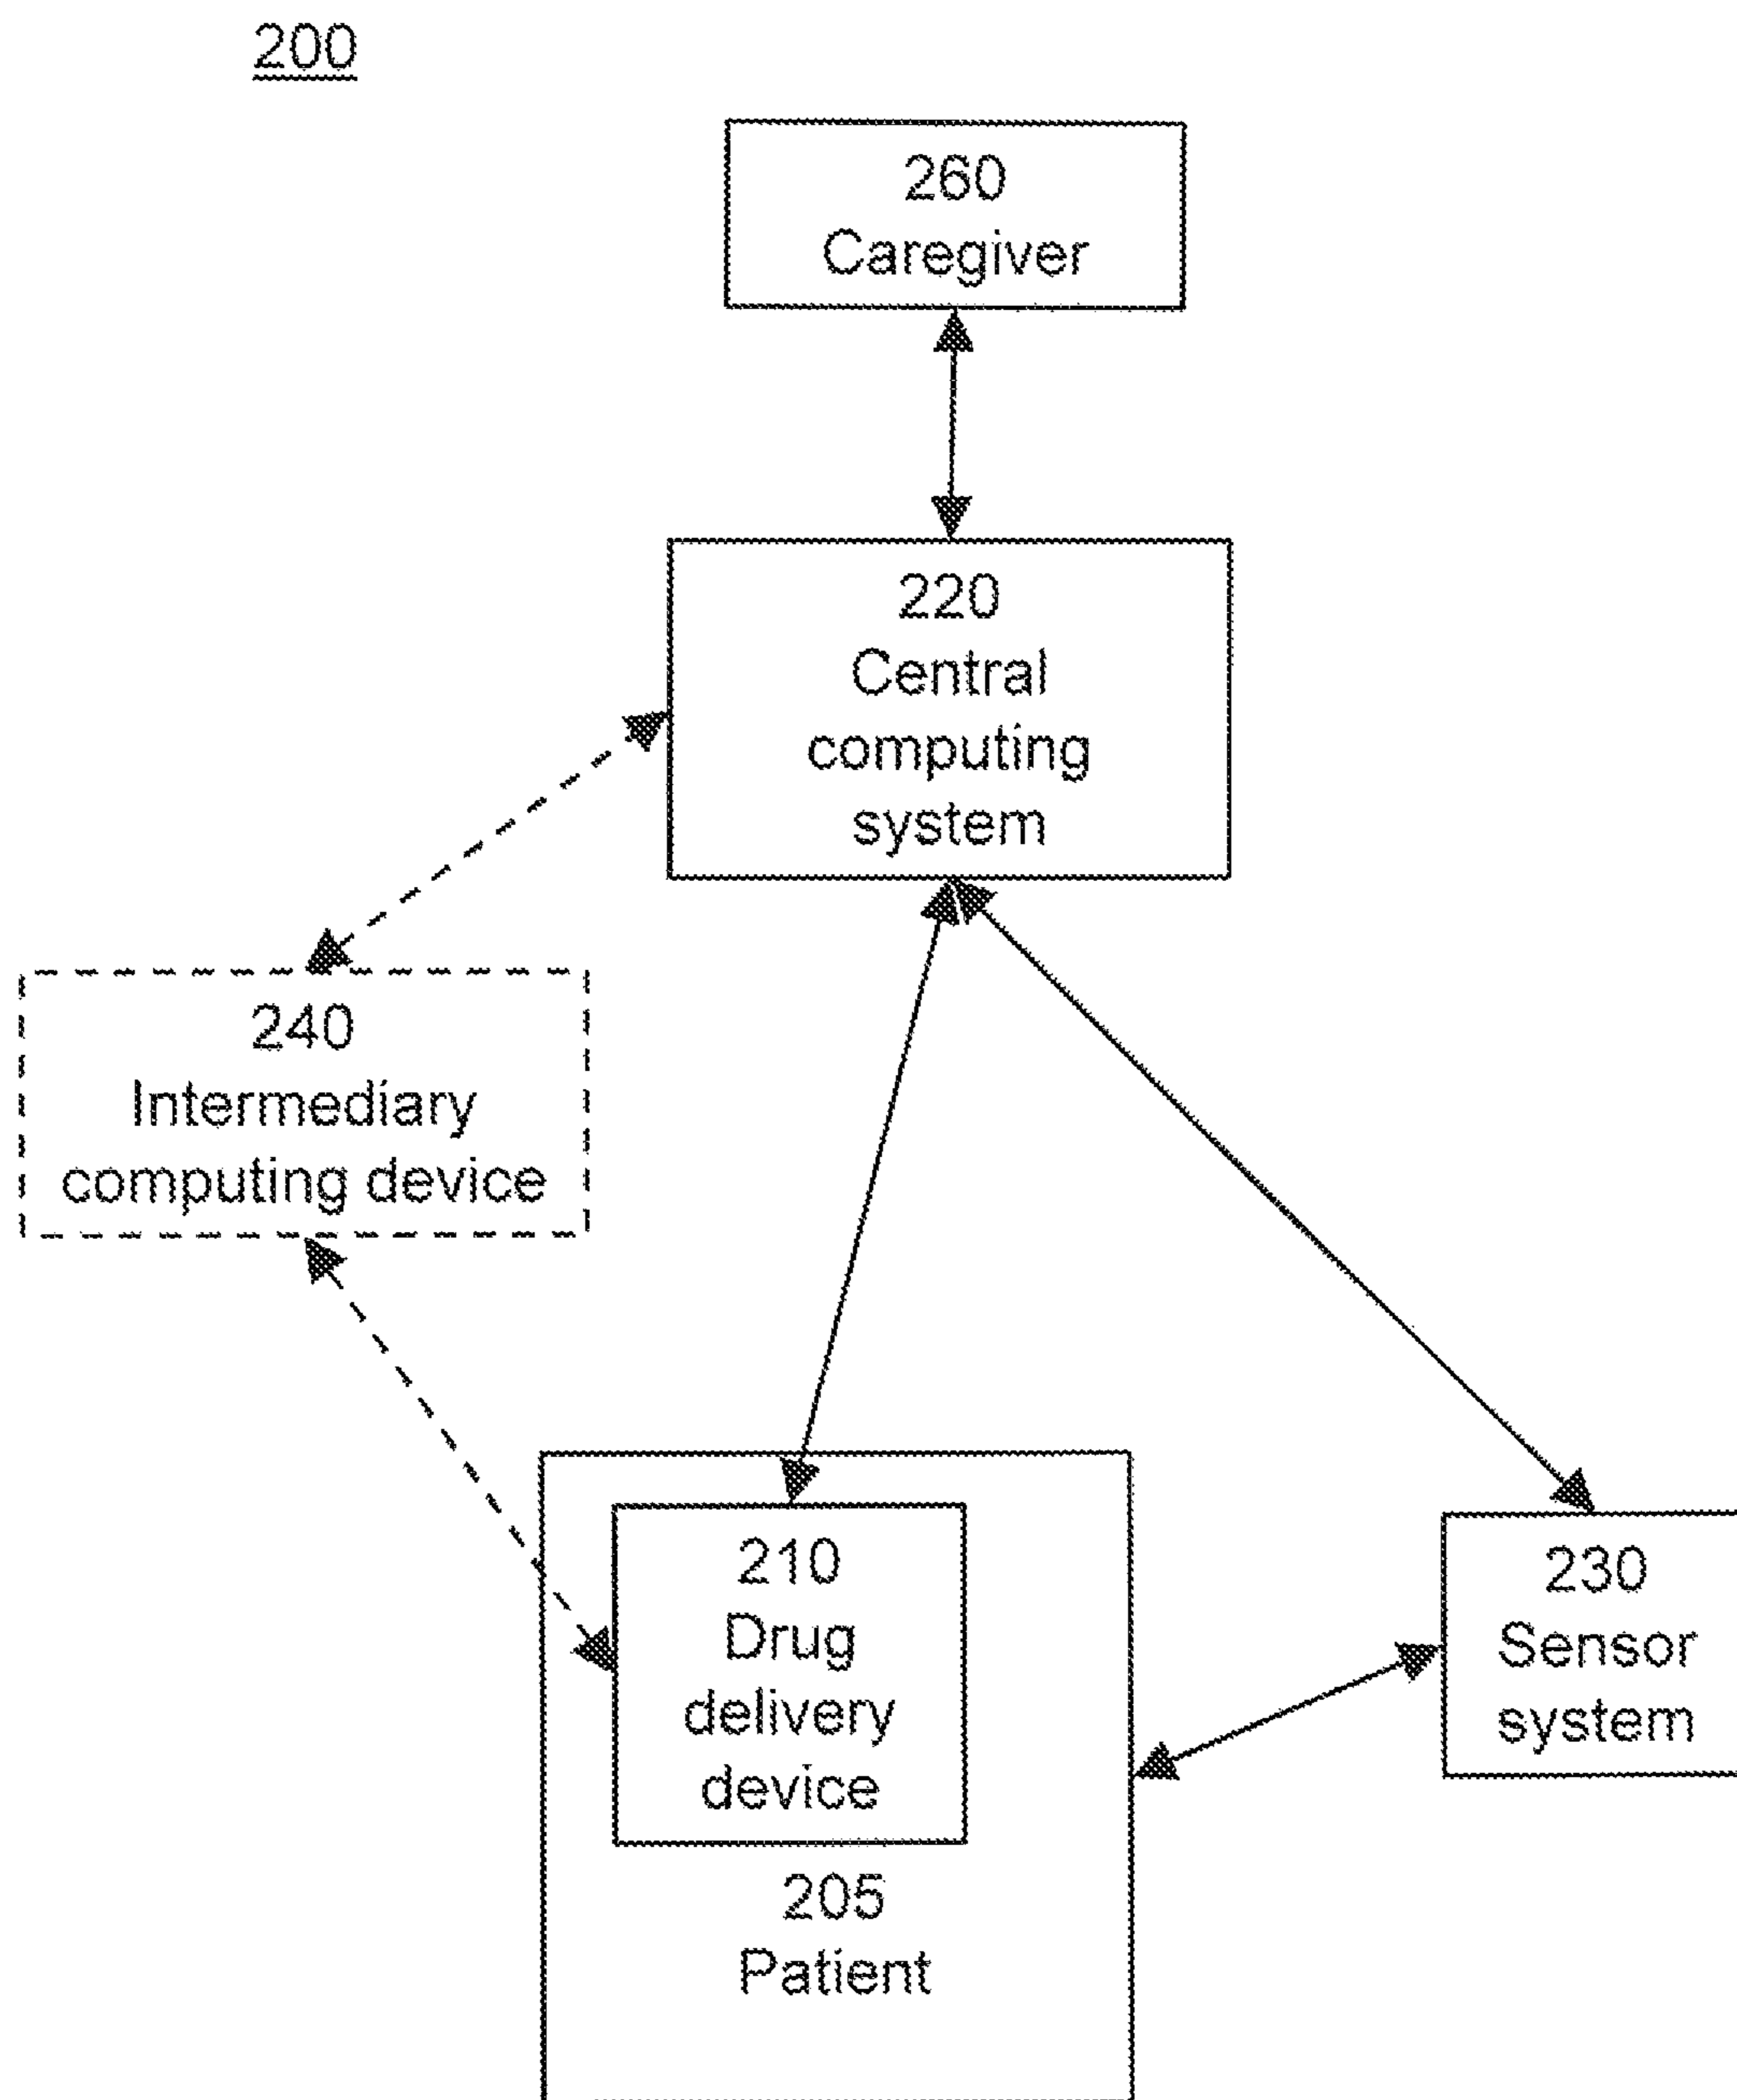 200
260
Caregiver
220
Central
computing
system
240
Intermediary
computing device
210
Drug
delivery
device
205
Patient
230
Sensor
system